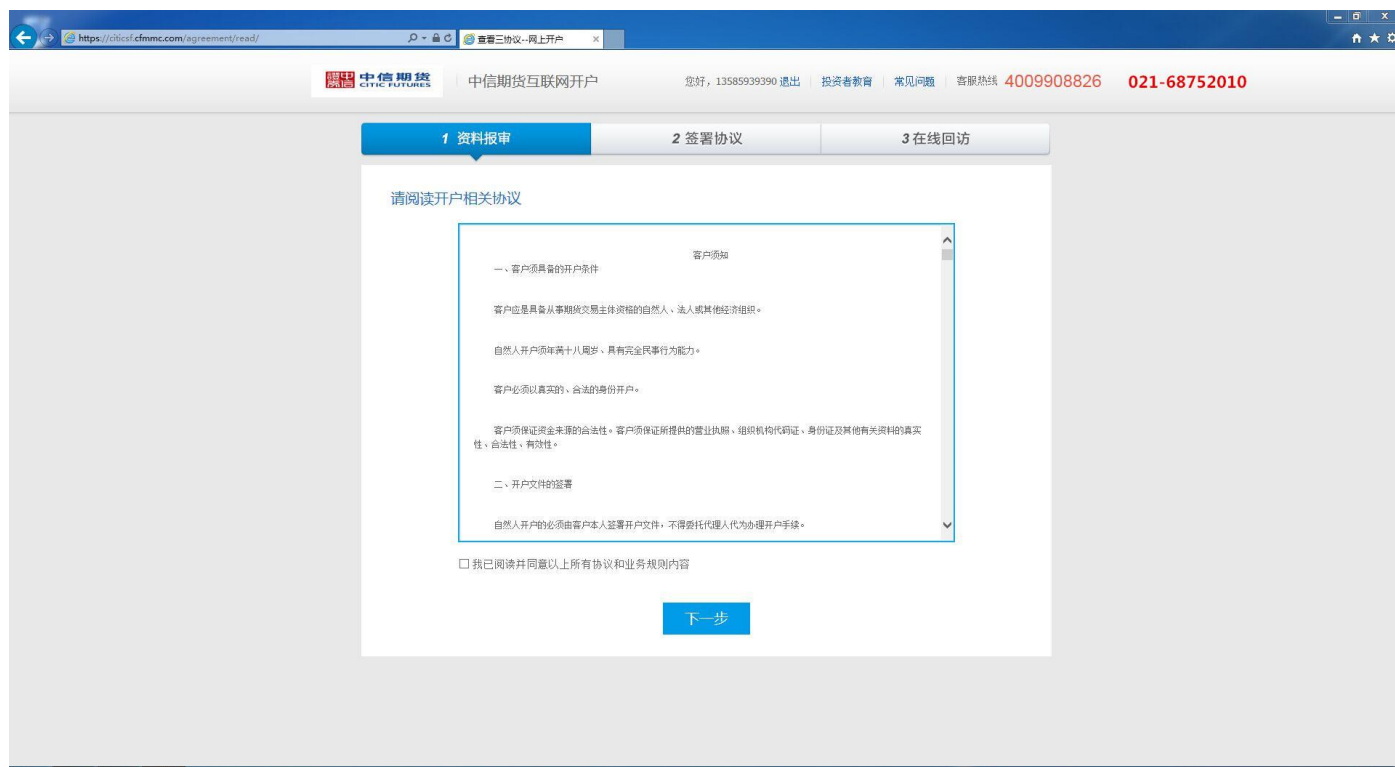 https://citicsf.cfmmc.com/agreement/read/
查看三协议--网上开户
中信期货
CITIC FUTURES
中信期货互联网开户
您好，13585939390 退出
投资者教育
常见问题
客服热线 4009908826
021-68752010
1 资料报审
2 签署协议
3 在线回访
请阅读开户相关协议
客户须知
一、客户须具备的开户条件
客户应是具备从事期货交易主体资格的自然人、法人或其他经济组织。
自然人开户须年满十八周岁、具有完全民事行为能力。
客户必须以真实的、合法的身份开户。
客户须保证资金来源的合法性。客户须保证所提供的营业执照、组织机构代码证、身份证及其他有关资料的真实
性、合法性、有效性。
二、开户文件的签署
自然人开户的必须由客户本人签署开户文件，不得委托代理人代为办理开户手续。
我已阅读并同意以上所有协议和业务规则内容
下一步